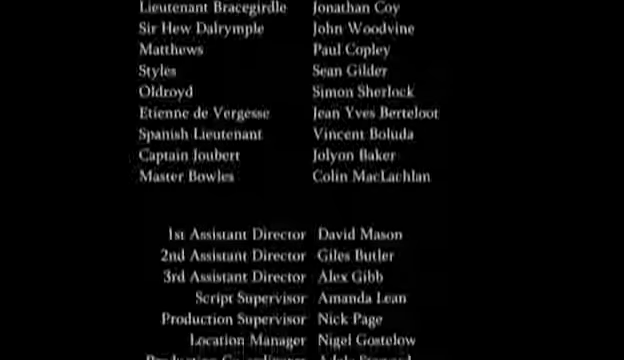 Lieutenant Bracegirdle Jonathan Coy
Sir Hew Dalrymple John Woodvine
Matthews Paul Copley
Styles Sean Gilder
Oldroyd Simon Sherlock
Etienne de Vergesse Jean Yves Berteloot
Spanish Lieutenant Vincent Boluda
Captain Joubert Jolyon Baker
Master Bowles Colin MacLachlan
1st Assistant Director David Mason
2nd Assistant Director Giles Butler
3rd Assistant Director Alex Gibb
Script Supervisor Amanda Lean
Production Supervisor Nick Page
Location Manager Nigel Gostelow